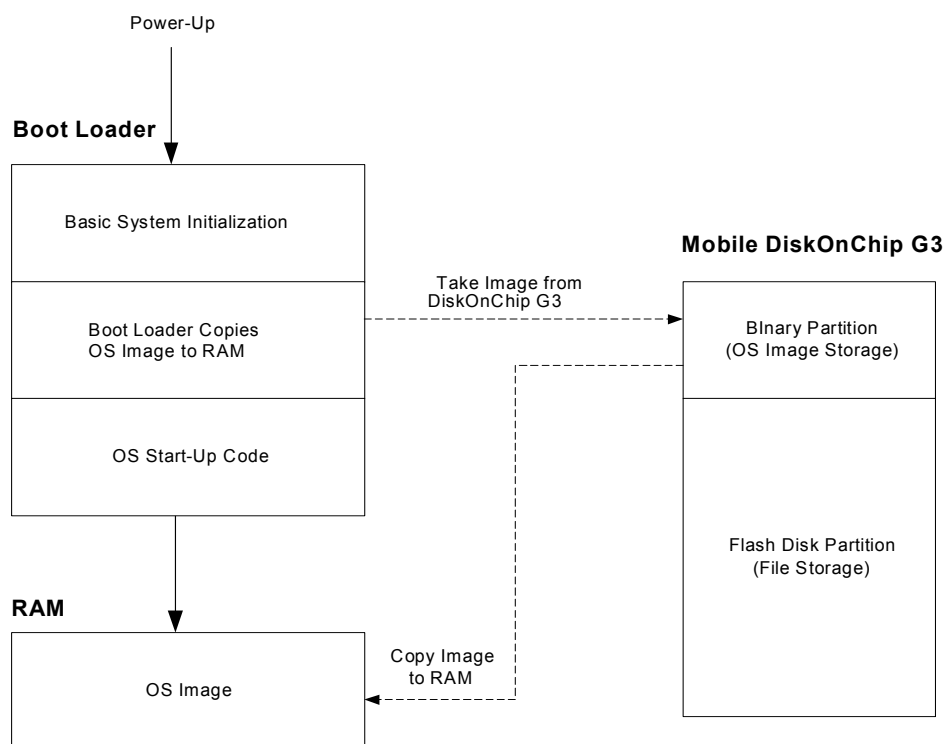 Power-Up
Boot Loader
Basic System Initialization
Mobile DiskOnChip G3
Take Image from
DiskOnChip G3
Boot Loader Copies
OS Image to RAM
BInary Partition
(OS Image Storage)
OS Start-Up Code
Flash Disk Partition
(File Storage)
RAM
Copy Image
to RAM
OS Image